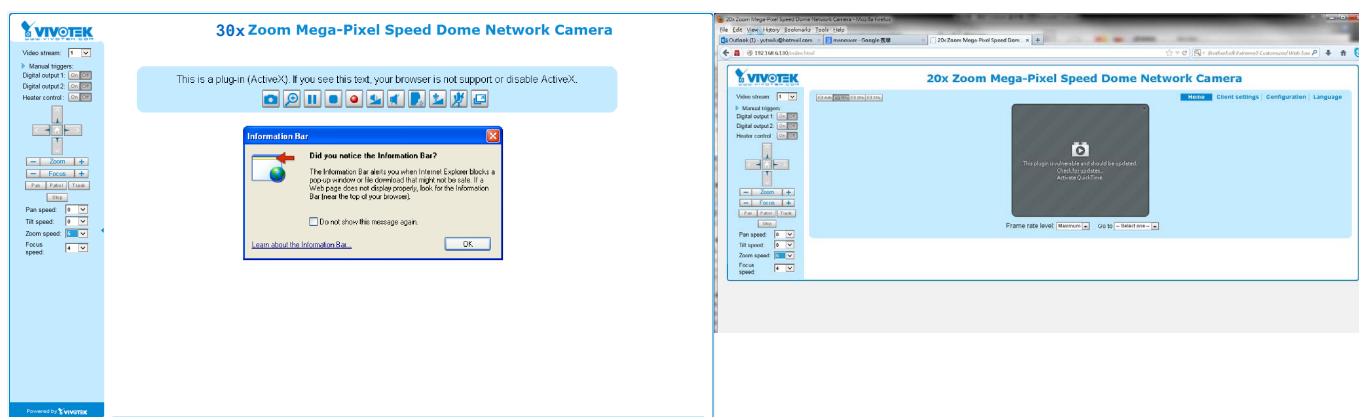 VIVOTEK
30x Zoom Mega-Pixel Speed Dome Network Camera
Video stream: 1
Manual triggers:
Digital output 1: On Off
Digital output 2: On Off
Heater control : On Off
Zoom
Focus
Pan Patrol Track
Stop
Pan speed: 0
Tilt speed: 0
Zoom speed:
Focus speed: 4
Powered by VIVOTEK
This is a plug-in (ActiveX). If you see this text, your browser is not support or disable ActiveX.
Information Bar
Did you notice the Information Bar?
The Information Bar alerts you when Internet Explorer blocks a
pop-up window or file download that might not be safe. If a
Web page does not display properly, look for the Information
Bar (near the top of your browser).
Do not show this message again.
Learn about the Information Bar...
OK
20x Zoom Mega-Pixel Speed Dome Network Camera - Mozilla Firefox
File Edit View History Bookmarks Tools Help
20x Zoom Mega-Pixel Speed Dom...
VIVOTEK
20x Zoom Mega-Pixel Speed Dome Network Camera
Home Client settings Configuration Language
Video stream: 1
Manual triggers:
Digital output 1: On Off
Digital output 2: On Off
Heater control : On Off
Zoom
Focus
Pan Patrol Track
Stop
Pan speed: 0
Tilt speed: 0
Zoom speed:
Focus speed: 4
This plugin is vulnerable and should be updated.
Check for updates...
Activate QuickTime.
Frame rate level: Maximum Go to: -- Select one --